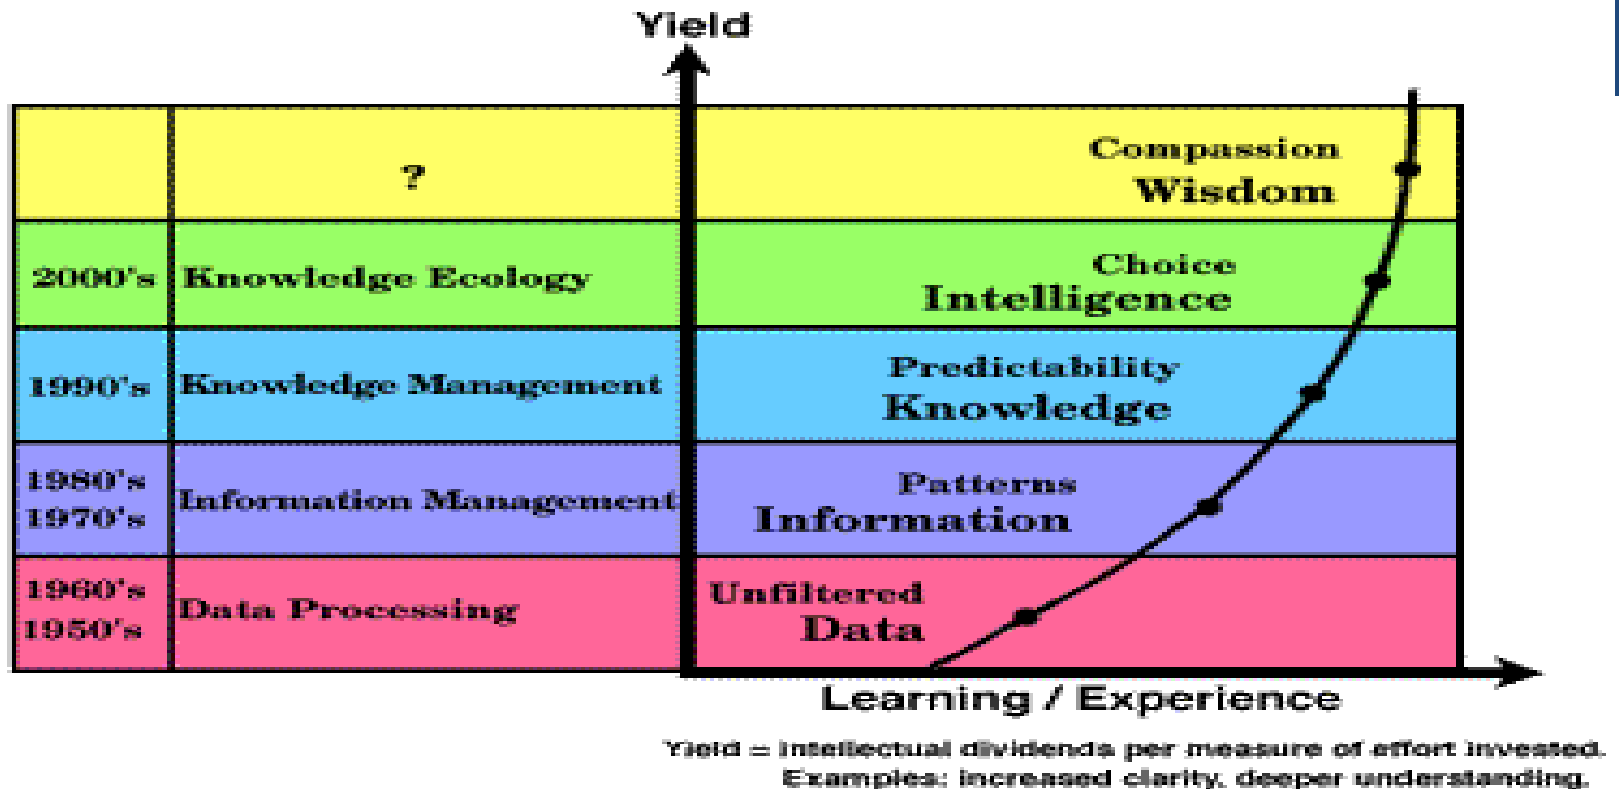 Yield
?
Compassion
Wisdom
2000's Knowledge Ecology
Choice
Intelligence
1990's Knowledge Management
Predictability
Knowledge
1980's
1970's
Information Management
Patterns
Information
1960's
1950's
Data Processing
Unfiltered
Data
Learning / Experience
Yield = intellectual dividends per measure of effort invested.
Examples: increased clarity, deeper understanding.